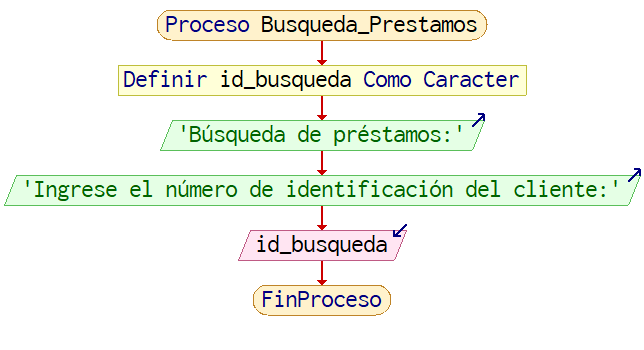 Proceso Busqueda_Prestamos
Definir id_busqueda Como Caracter
'Búsqueda de préstamos:'
'Ingrese el número de identificación del cliente:'
id_busqueda
FinProceso